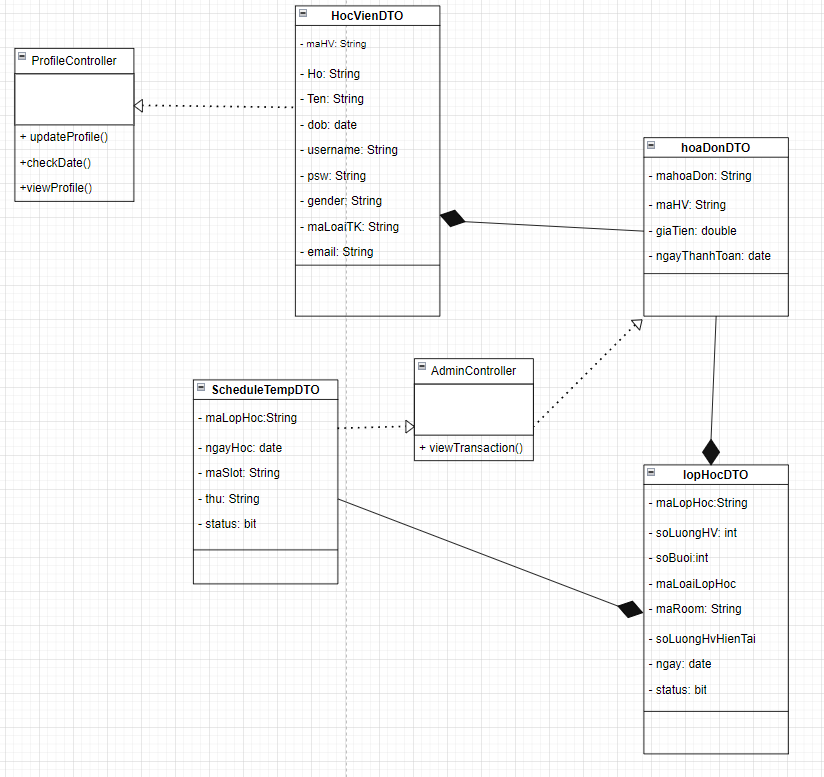 HocVienDTO
- maHV: String
- Ho: String
- Ten: String
- dob: date
- username: String
- psw: String
- gender: String
- maLoaiTK: String
- email: String
ProfileController
+ updateProfile()
+checkDate()
+viewProfile()
hoaDonDTO
- mahoaDon: String
- maHV: String
- giaTien: double
- ngayThanhToan: date
AdminController
+ viewTransaction()
ScheduleTempDTO
- maLopHoc:String
- ngayHoc: date
- maSlot: String
- thu: String
- status: bit
lopHocDTO
- maLopHoc:String
- soLuongHV: int
- soBuoi:int
- maLoaiLopHoc
- maRoom: String
- soLuongHvHienTai
- ngay: date
- status: bit